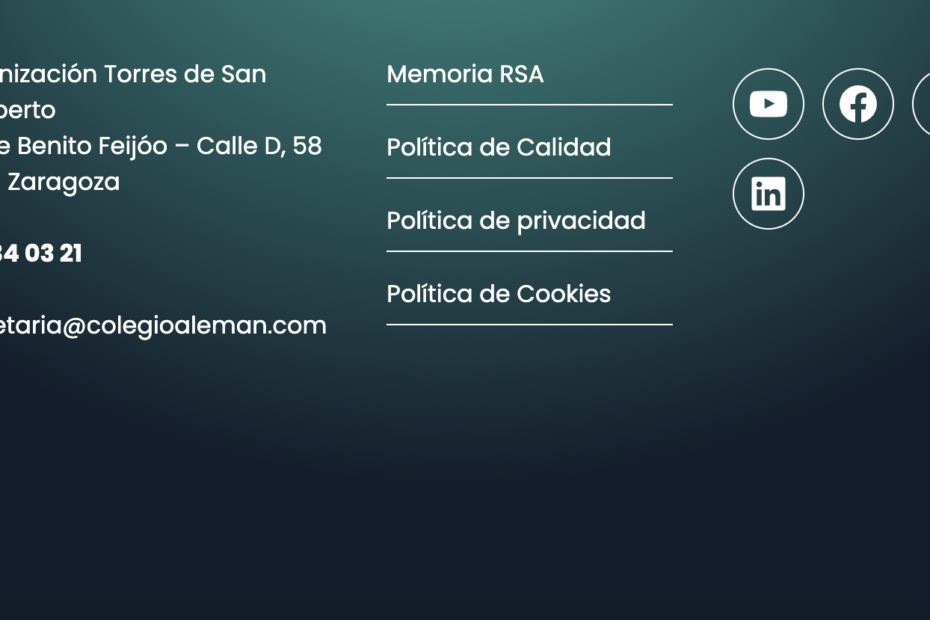 nización Torres de San
berto
e Benito Feijóo – Calle D, 58
Zaragoza
34 03 21
etaria@colegioaleman.com
Memoria RSA
Política de Calidad
Política de privacidad
Política de Cookies
in